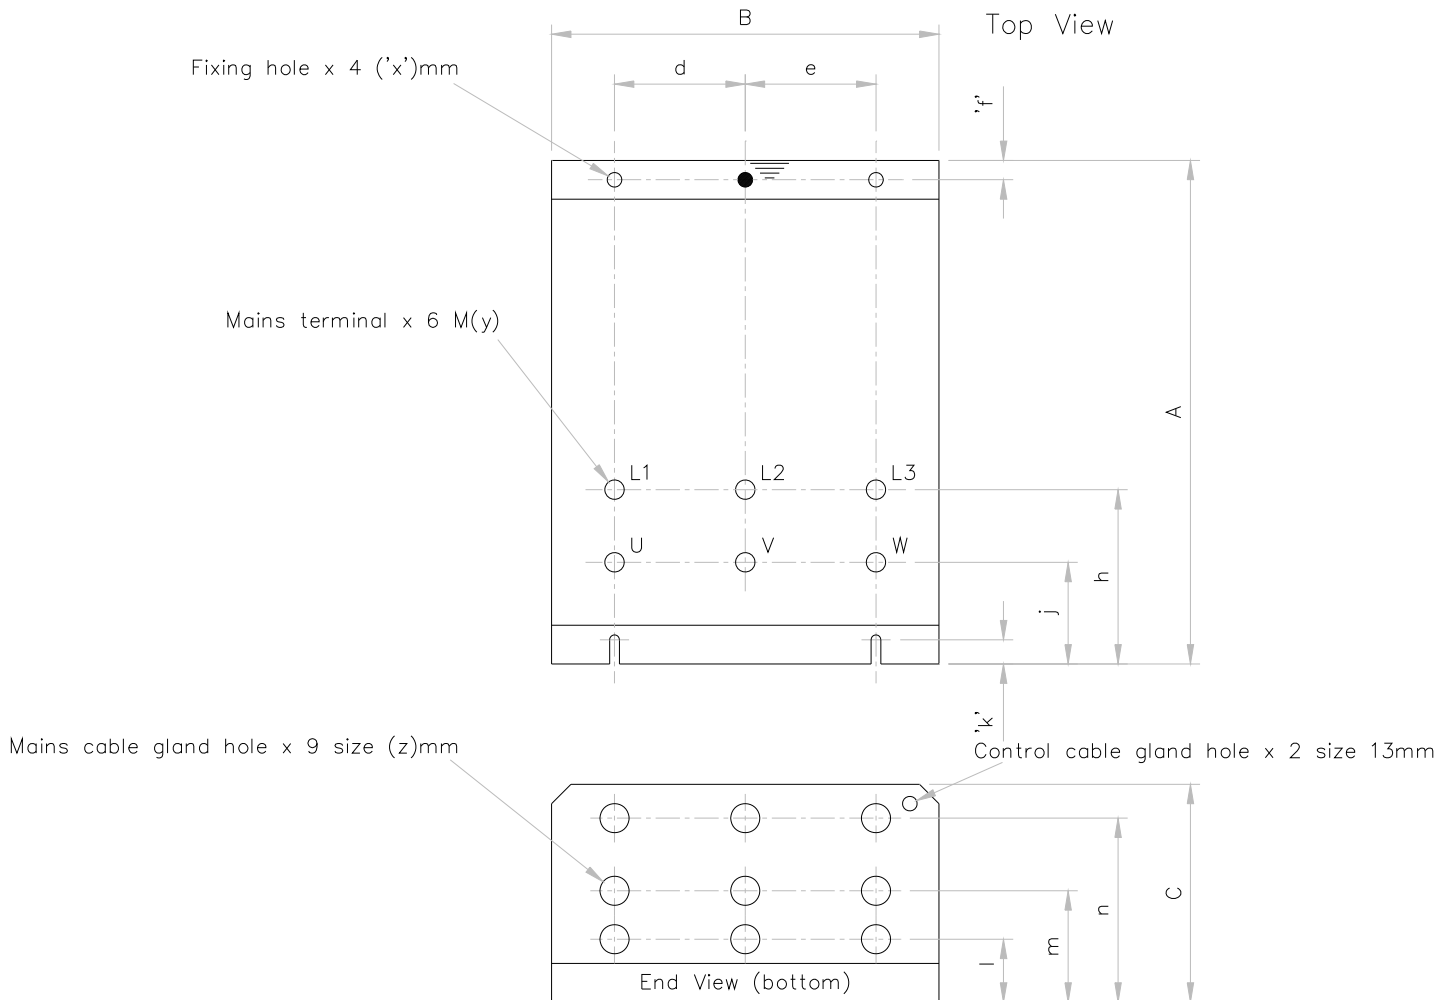 B
Top View
Fixing hole x 4 ('x')mm
d
e
'f'
Mains terminal x 6 M(y)
A
L1
L2
L3
U
V
W
h
j
'k'
Mains cable gland hole x 9 size (z)mm
Control cable gland hole x 2 size 13mm
C
n
m
l
End View (bottom)